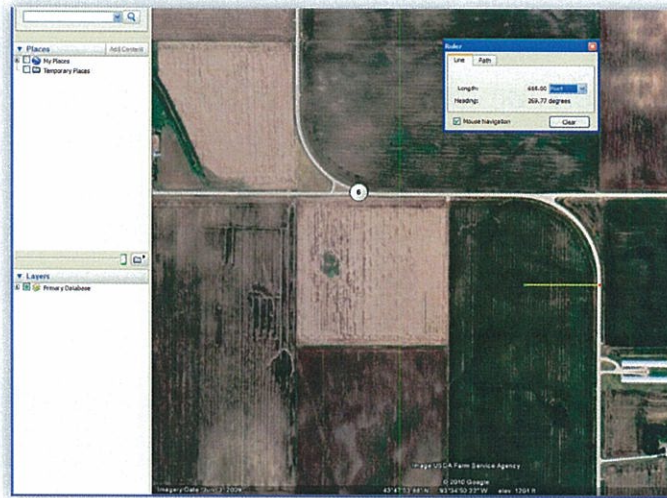 Places
Add Content
My Places
Temporary Places
Layers
Primary Database
Ruler
Line Path
Length: Feet
Heading: 269.77 degrees
Mouse Navigation Clear
6
Image USDA Farm Service Agency
© 2010 Google